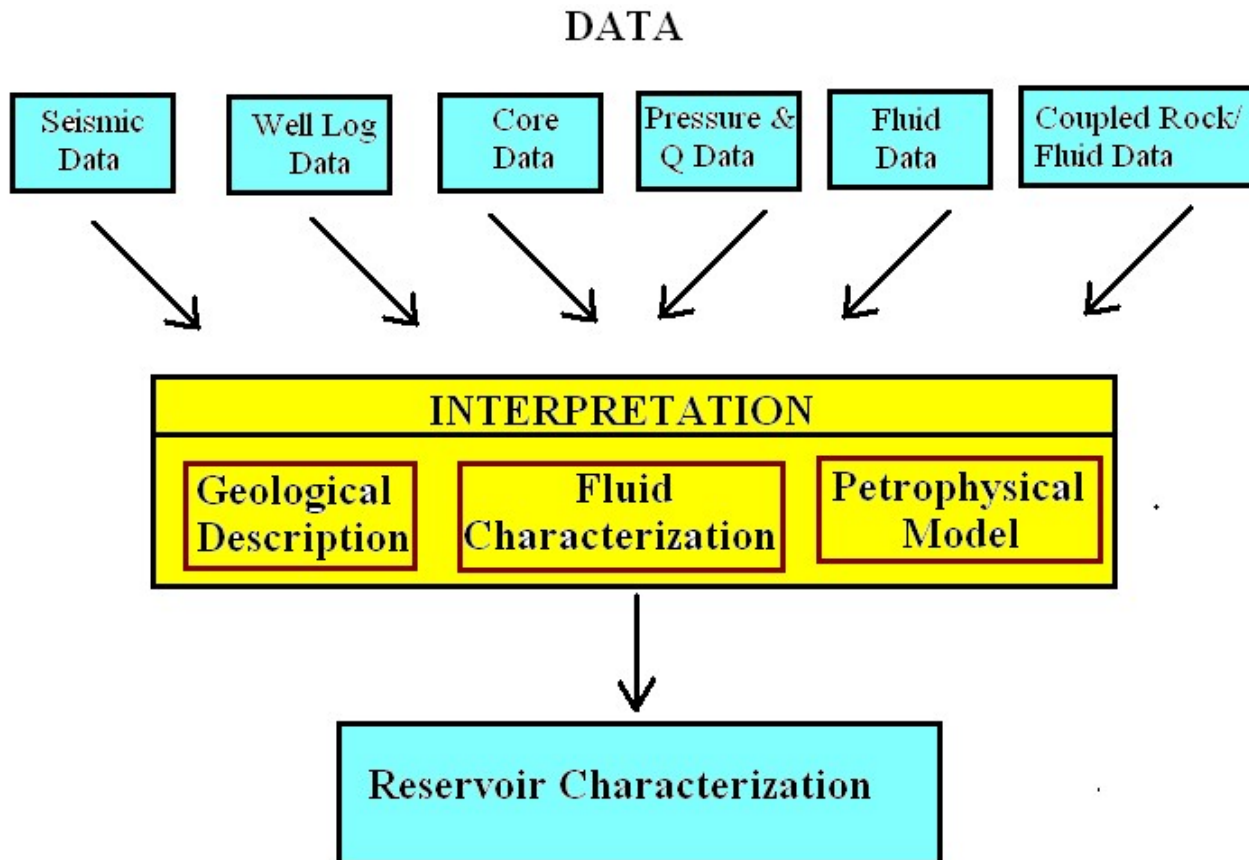 DATA
Seismic
Data
Well Log
Data
Core
Data
Pressure &
Q Data
Fluid
Data
Coupled Rock/
Fluid Data
INTERPRETATION
Geological
Description
Fluid
Characterization
Petrophysical
Model
Reservoir Characterization